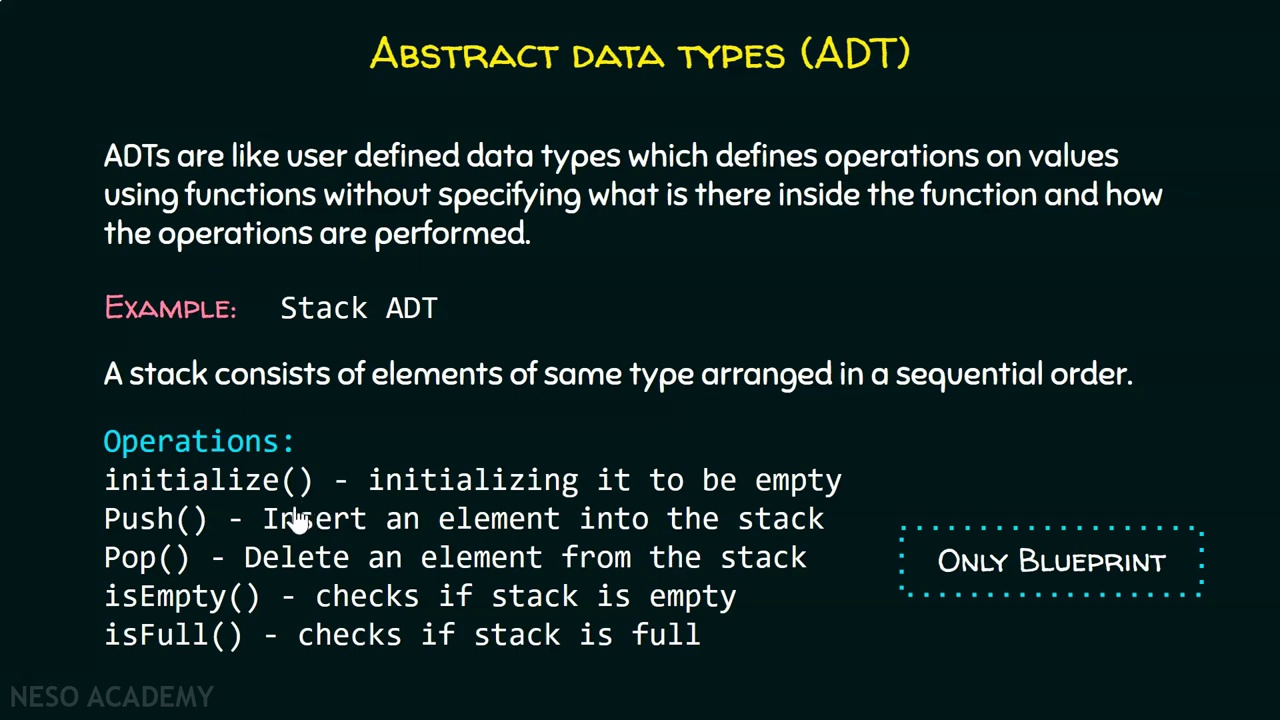 ABSTRACT DATA TYPES (ADT)
ADTs are like user defined data types which defines operations on values
using functions without specifying what is there inside the function and how
the operations are performed.
EXAMPLE: Stack ADT
A stack consists of elements of same type arranged in a sequential order.
Operations:
initialize() - initializing it to be empty
Push() - Insert an element into the stack
Pop() - Delete an element from the stack
isEmpty() - checks if stack is empty
isFull() - checks if stack is full
ONLY BLUEPRINT
NESO ACADEMY